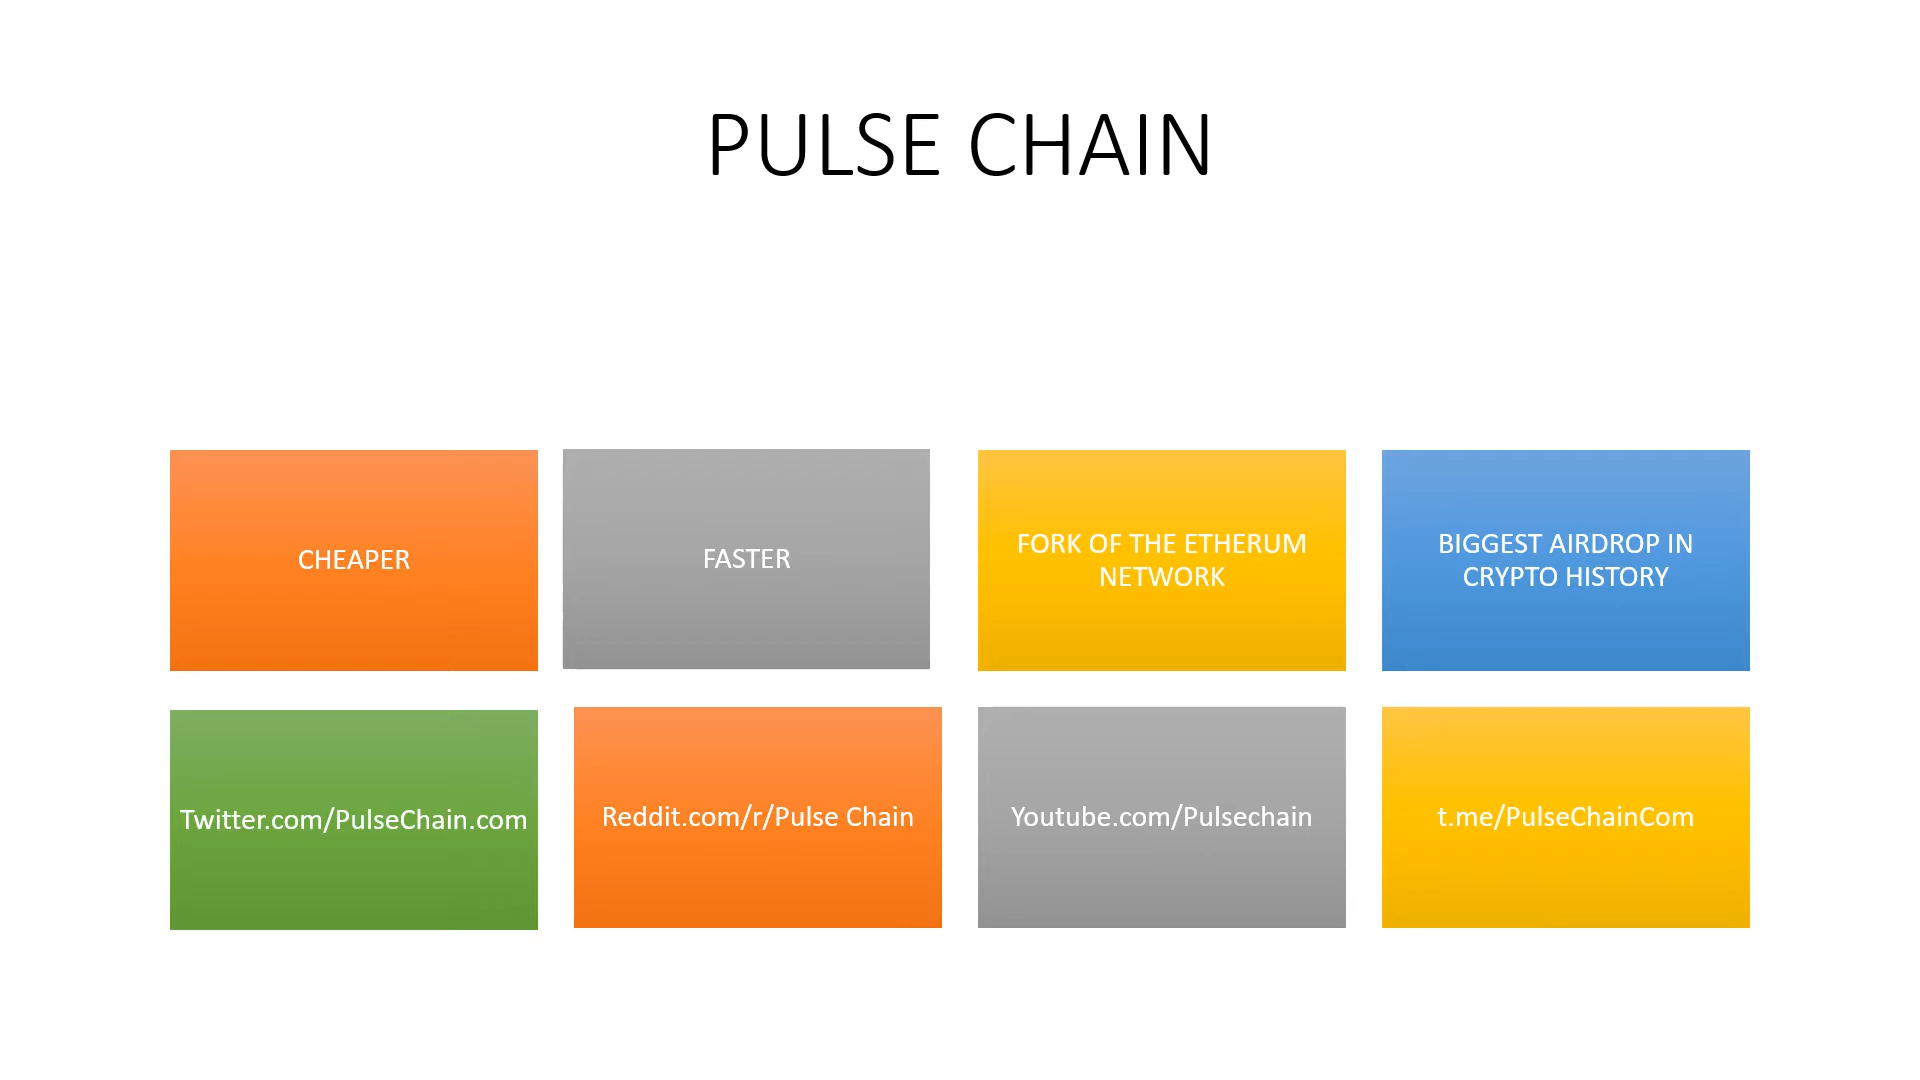 PULSE CHAIN
CHEAPER
FASTER
FORK OF THE ETHERUM
NETWORK
BIGGEST AIRDROP IN
CRYPTO HISTORY
Twitter.com/PulseChain.com
Reddit.com/r/Pulse Chain
Youtube.com/Pulsechain
t.me/PulseChainCom